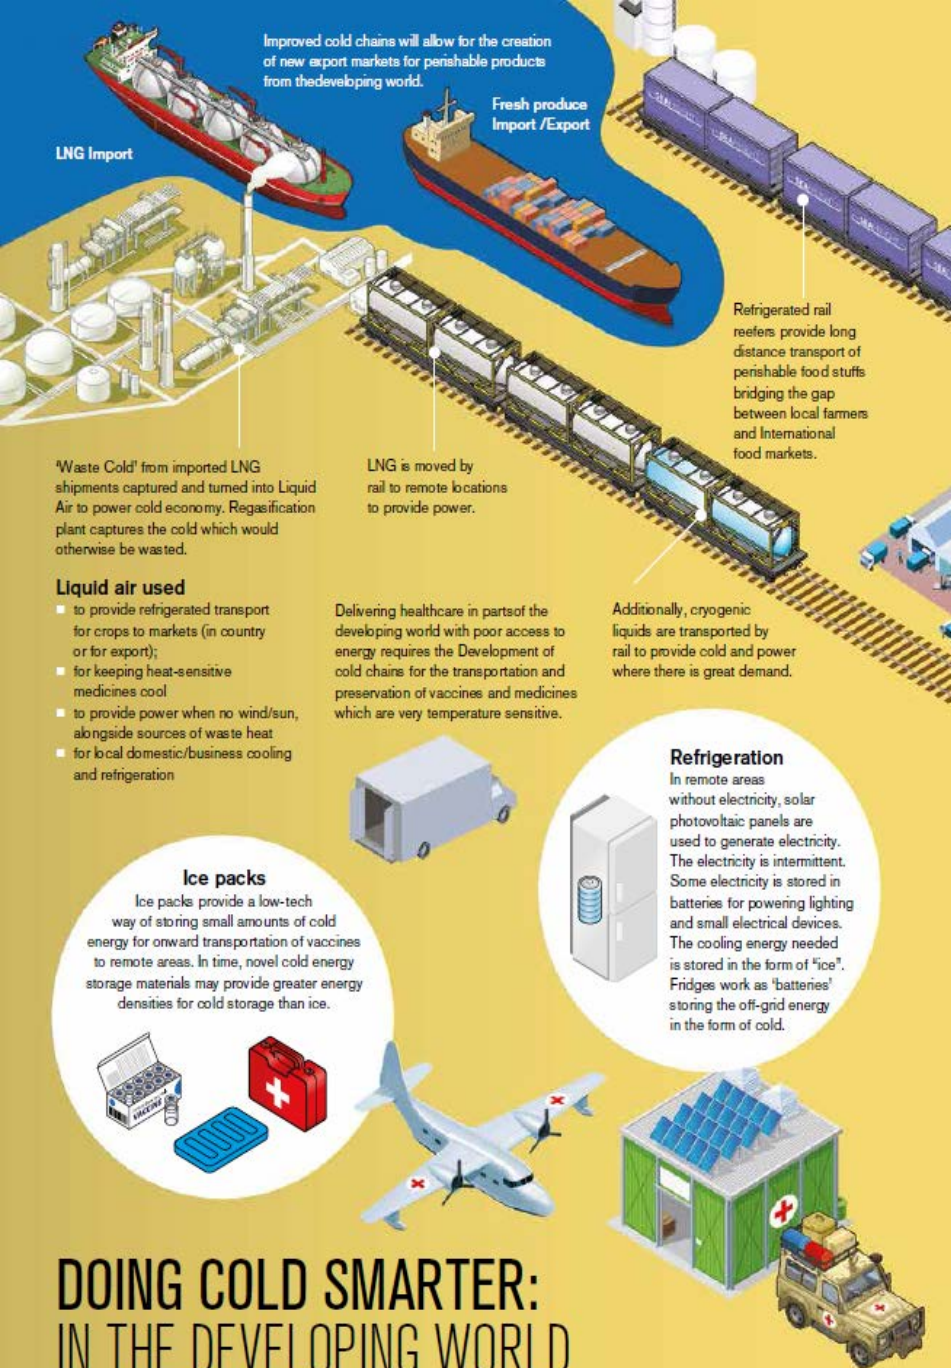 Improved cold chains will allow for the creation
of new export markets for perishable products
from thedeveloping world.
Fresh produce
Import /Export
LNG Import
Refrigerated rail
reefers provide long
distance transport of
perishable food stuffs
bridging the gap
between local farmers
and International
food markets.
'Waste Cold' from imported LNG
shipments captured and turned into Liquid
Air to power cold economy. Regasification
plant captures the cold which would
otherwise be wasted.
LNG is moved by
rail to remote locations
to provide power.
Liquid air used
to provide refrigerated transport
for crops to markets (in country
or for export);
for keeping heat-sensitive
medicines cool
to provide power when no wind/sun,
alongside sources of waste heat
for local domestic/business cooling
and refrigeration
Delivering healthcare in partsof the
developing world with poor access to
energy requires the Development of
cold chains for the transportation and
preservation of vaccines and medicines
which are very temperature sensitive.
Additionally, cryogenic
liquids are transported by
rail to provide cold and power
where there is great demand.
Refrigeration
In remote areas
without electricity, solar
photovoltaic panels are
used to generate electricity.
The electricity is intermittent.
Some electricity is stored in
batteries for powering lighting
and small electrical devices.
The cooling energy needed
is stored in the form of "ice".
Fridges work as 'batteries'
storing the off-grid energy
in the form of cold.
Ice packs
Ice packs provide a low-tech
way of storing small amounts of cold
energy for onward transportation of vaccines
to remote areas. In time, novel cold energy
storage materials may provide greater energy
densities for cold storage than ice.
VACCINE
DOING COLD SMARTER:
IN THE DEVELOPING WORLD